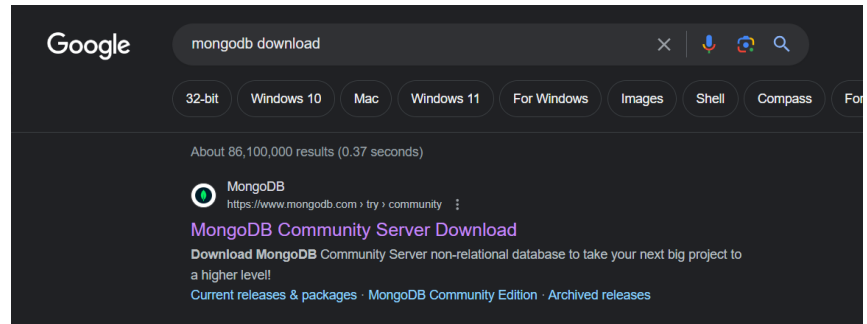 Google
mongodb download
32-bit Windows 10 Mac Windows 11 For Windows Images Shell Compass For
About 86,100,000 results (0.37 seconds)
MongoDB
https://www.mongodb.com › try › community
MongoDB Community Server Download
Download MongoDB Community Server non-relational database to take your next big project to
a higher level!
Current releases & packages · MongoDB Community Edition · Archived releases